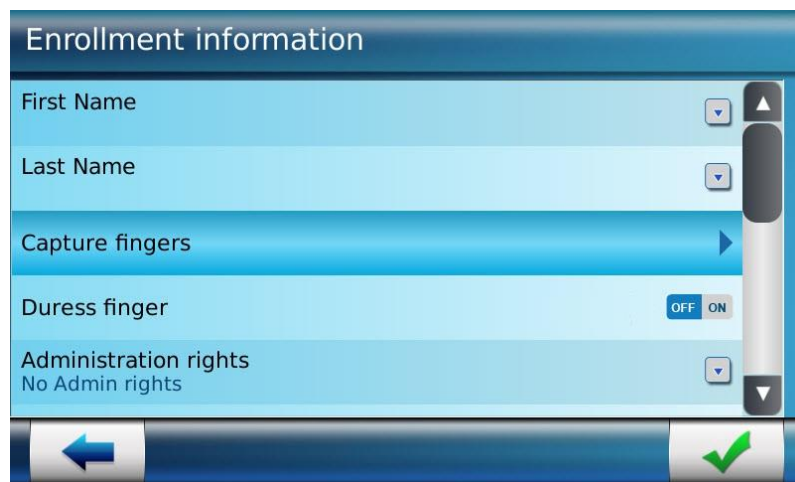 Enrollment information
First Name
Last Name
Capture fingers
Duress finger
OFF ON
Administration rights
No Admin rights